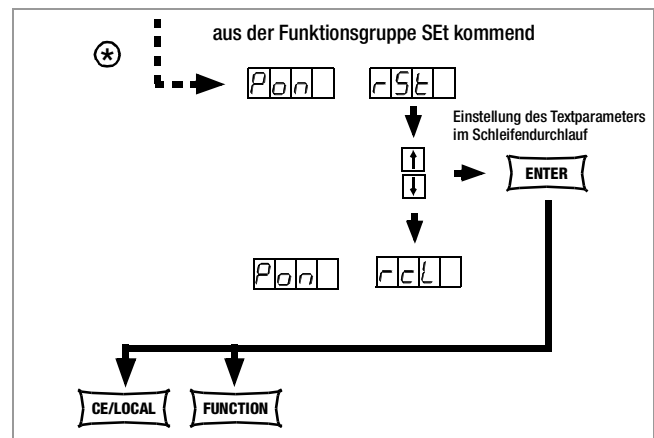 aus der Funktionsgruppe SEt kommend
Pon rSt
Einstellung des Textparameters
im Schleifendurchlauf
ENTER
Pon rcL
CE/LOCAL FUNCTION